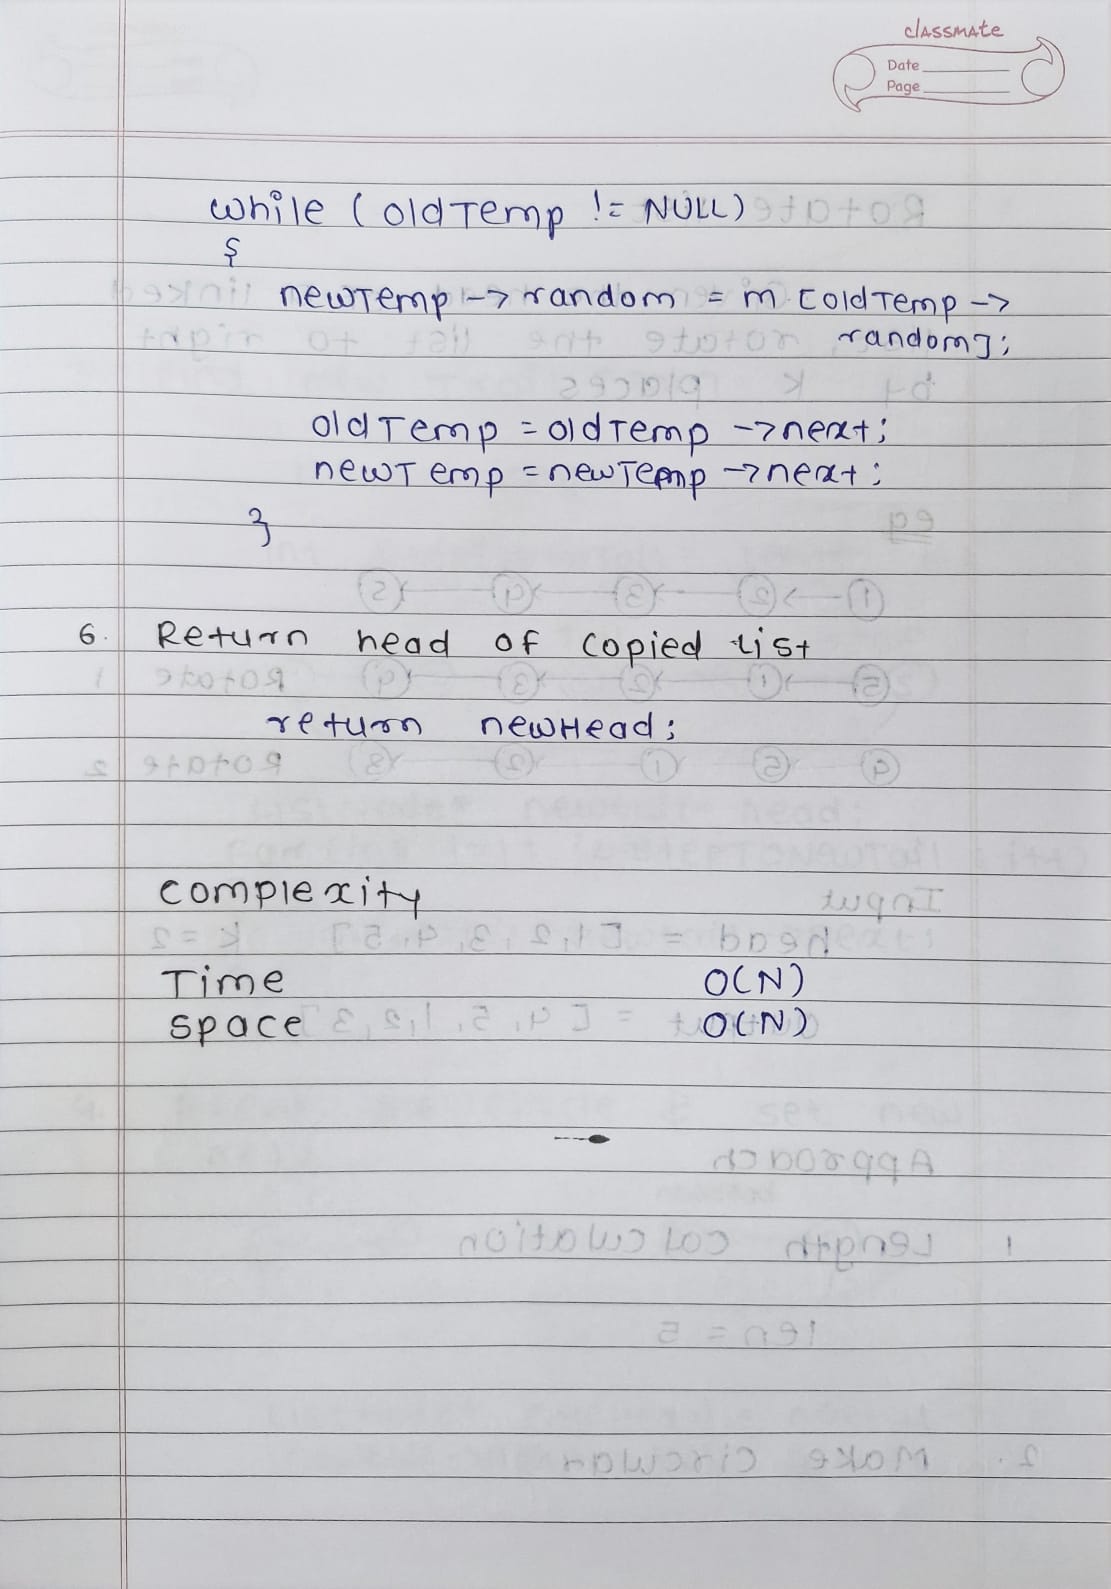 classmate
Date
Page
while (oldTemp != NULL)
{
newTemp -> random = m [oldTemp ->
random];
oldTemp = oldTemp -> next;
newTemp = newTemp -> next;
}
6. Return head of copied list
return newHead;
complexity
Time O(N)
space O(N)